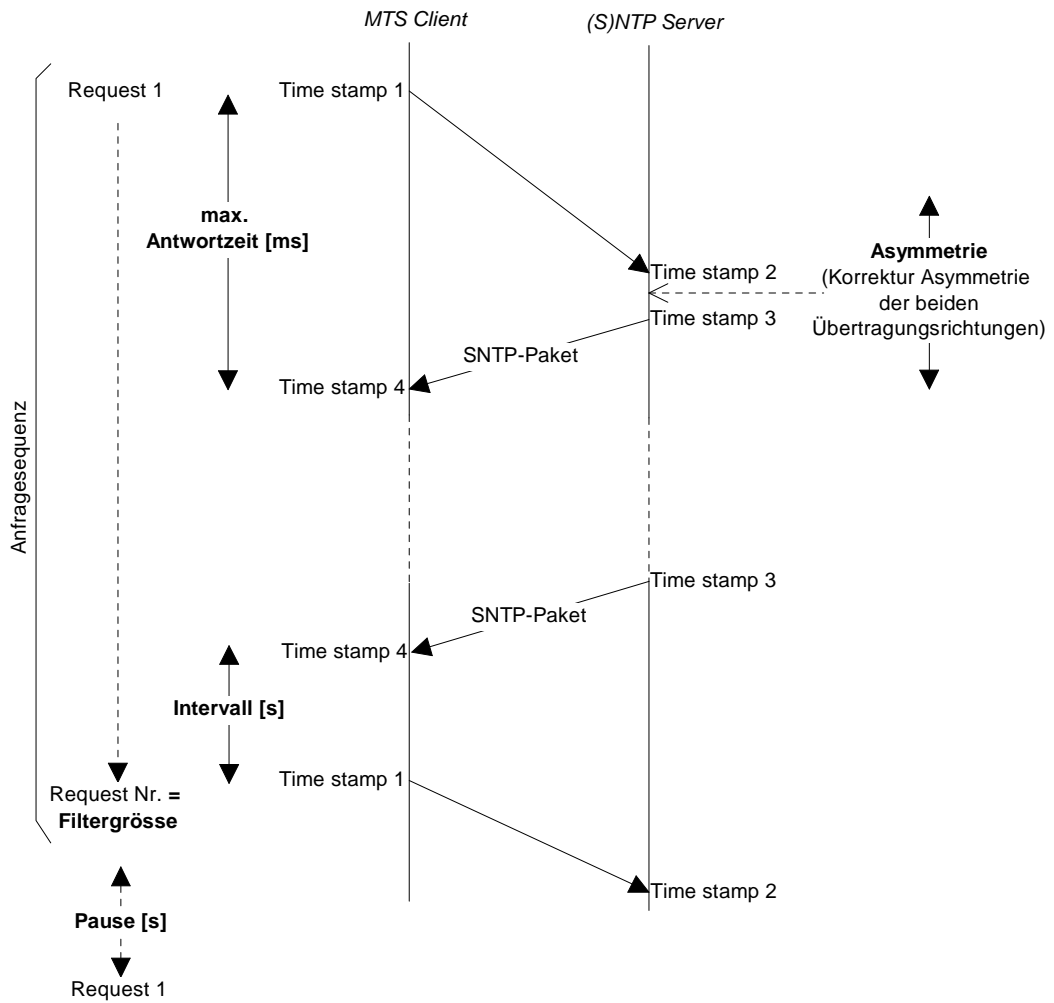 MTS Client
(S)NTP Server
Request 1
Time stamp 1
max.
Antwortzeit [ms]
Asymmetrie
(Korrektur Asymmetrie
der beiden
Übertragungsrichtungen)
Time stamp 2
Time stamp 3
SNTP-Paket
Time stamp 4
Anfragesequenz
Time stamp 3
SNTP-Paket
Time stamp 4
Intervall [s]
Time stamp 1
Request Nr. =
Filtergrösse
Time stamp 2
Pause [s]
Request 1